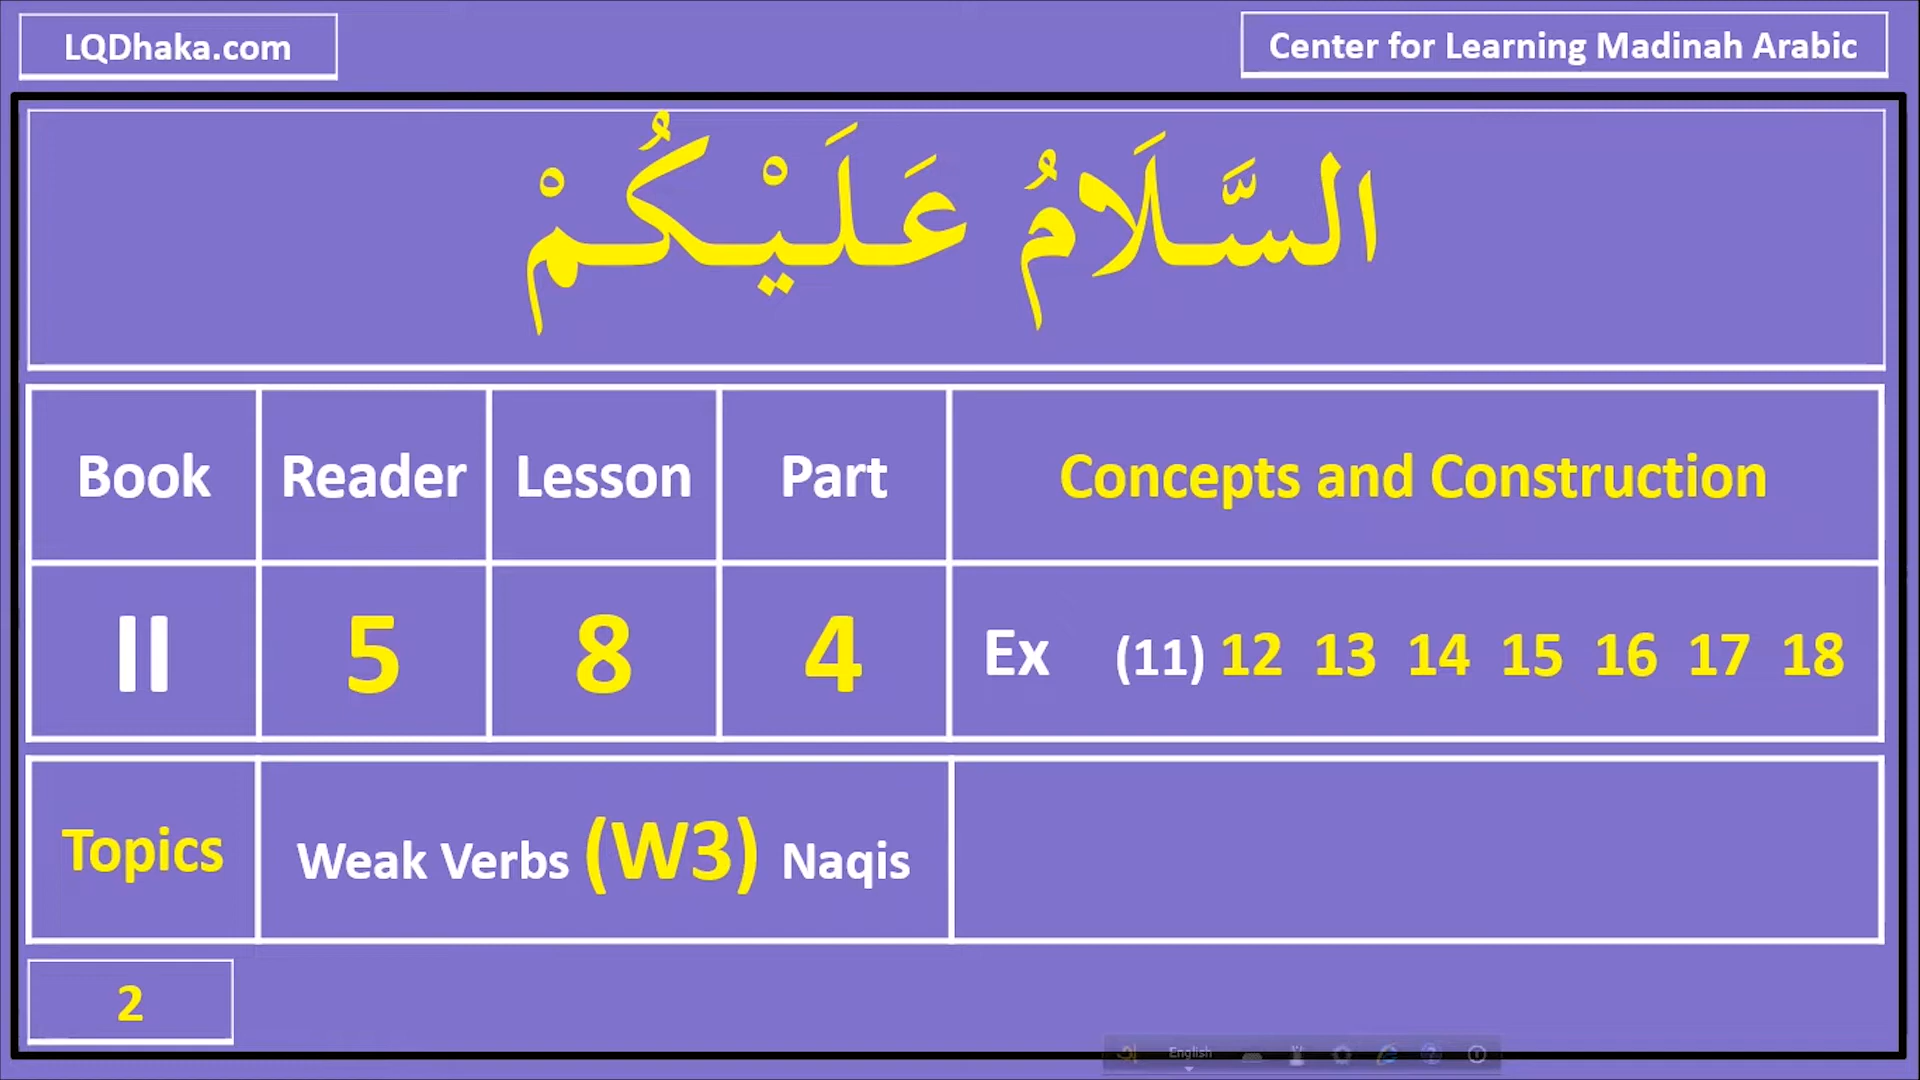 LQDhaka.com
Center for Learning Madinah Arabic
السَّلَامُ عَلَيْكُمْ
Book Reader Lesson Part Concepts and Construction
II 5 8 4 Ex (11) 12 13 14 15 16 17 18
Topics Weak Verbs (W3) Naqis
2
English